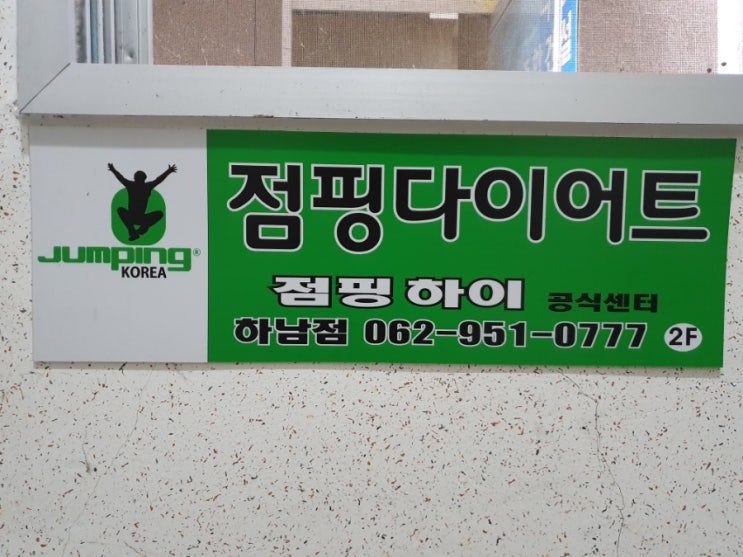 Jumping®
KOREA
점핑다이어트
점핑 하이 공식센터
하남점 062-951-0777 2F